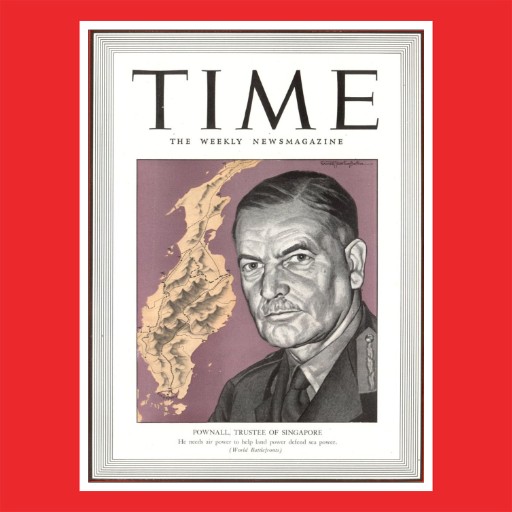 TIME
THE WEEKLY NEWSMAGAZINE
POWNALL, TRUSTEE OF SINGAPORE
He needs air power to help land power defend sea power.
(World Battlefronts)